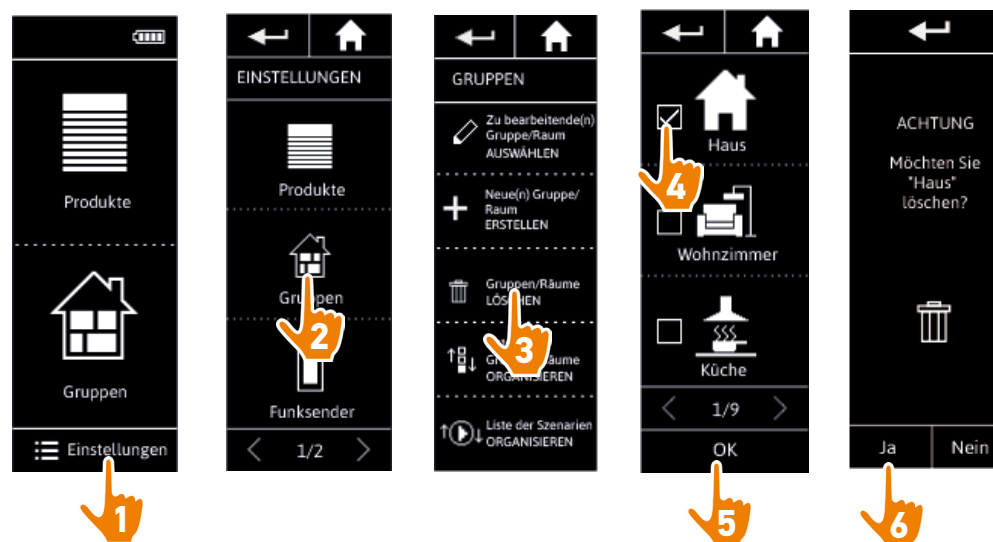 Produkte
Gruppen
Einstellungen
1
EINSTELLUNGEN
Produkte
Gruppen
2
Funksender
1/2
GRUPPEN
Zu bearbeitende(n)
Gruppe/Raum
AUSWÄHLEN
Neue(n) Gruppe/
Raum
ERSTELLEN
Gruppen/Räume
LÖSCHEN
3
ORGANISIEREN
Liste der Szenarien
ORGANISIEREN
Haus
4
Wohnzimmer
Küche
1/9
OK
5
ACHTUNG
Möchten Sie
"Haus"
löschen?
Ja
Nein
6